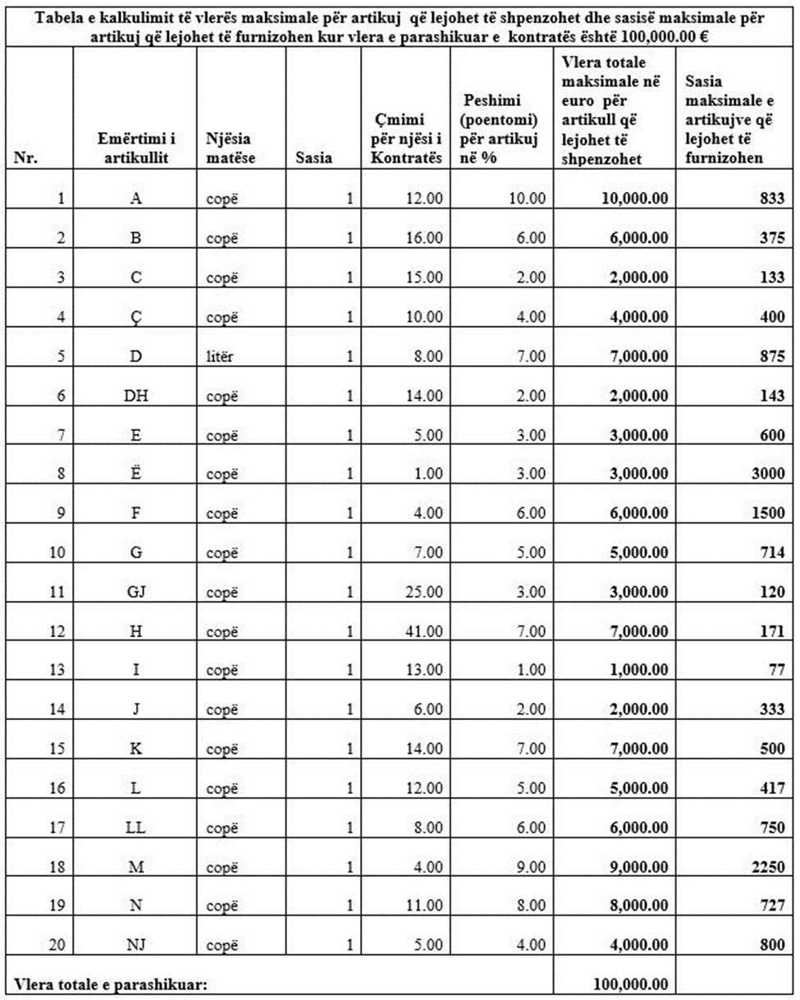 Tabela e kalkulimit të vlerës maksimale për artikuj që lejohet të shpenzohet dhe sasisë maksimale për
artikuj që lejohet të furnizohen kur vlera e parashikuar e kontratës është 100,000.00 €
Nr. Emërtimi i artikullit Njësia matëse Sasia Çmimi për njësi i Kontratës Peshimi (poentomi) për artikuj në % Vlera totale maksimale në euro për artikull që lejohet të shpenzohet Sasia maksimale e artikujve që lejohet të furnizohen
1 A copë 1 12.00 10.00 10,000.00 833
2 B copë 1 16.00 6.00 6,000.00 375
3 C copë 1 15.00 2.00 2,000.00 133
4 Ç copë 1 10.00 4.00 4,000.00 400
5 D litër 1 8.00 7.00 7,000.00 875
6 DH copë 1 14.00 2.00 2,000.00 143
7 E copë 1 5.00 3.00 3,000.00 600
8 Ë copë 1 1.00 3.00 3,000.00 3000
9 F copë 1 4.00 6.00 6,000.00 1500
10 G copë 1 7.00 5.00 5,000.00 714
11 GJ copë 1 25.00 3.00 3,000.00 120
12 H copë 1 41.00 7.00 7,000.00 171
13 I copë 1 13.00 1.00 1,000.00 77
14 J copë 1 6.00 2.00 2,000.00 333
15 K copë 1 14.00 7.00 7,000.00 500
16 L copë 1 12.00 5.00 5,000.00 417
17 LL copë 1 8.00 6.00 6,000.00 750
18 M copë 1 4.00 9.00 9,000.00 2250
19 N copë 1 11.00 8.00 8,000.00 727
20 NJ copë 1 5.00 4.00 4,000.00 800
Vlera totale e parashikuar: 100,000.00